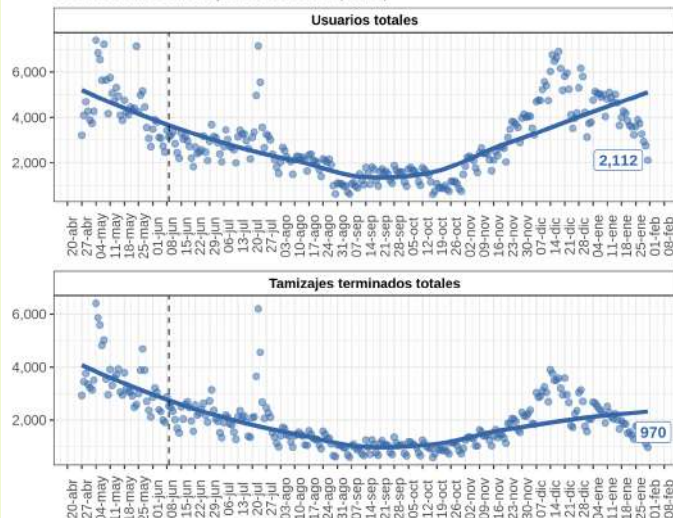 Usuarios totales
6,000
4,000
2,000
2,112
20-abr
27-abr
04-may
11-may
18-may
25-may
01-jun
08-jun
15-jun
22-jun
29-jun
06-jul
13-jul
20-jul
27-jul
03-ago
10-ago
17-ago
24-ago
31-ago
07-sep
14-sep
21-sep
28-sep
05-oct
12-oct
19-oct
26-oct
02-nov
09-nov
16-nov
23-nov
30-nov
07-dic
14-dic
21-dic
28-dic
04-ene
11-ene
18-ene
25-ene
01-feb
08-feb
Tamizajes terminados totales
6,000
4,000
2,000
970
20-abr
27-abr
04-may
11-may
18-may
25-may
01-jun
08-jun
15-jun
22-jun
29-jun
06-jul
13-jul
20-jul
27-jul
03-ago
10-ago
17-ago
24-ago
31-ago
07-sep
14-sep
21-sep
28-sep
05-oct
12-oct
19-oct
26-oct
02-nov
09-nov
16-nov
23-nov
30-nov
07-dic
14-dic
21-dic
28-dic
04-ene
11-ene
18-ene
25-ene
01-feb
08-feb